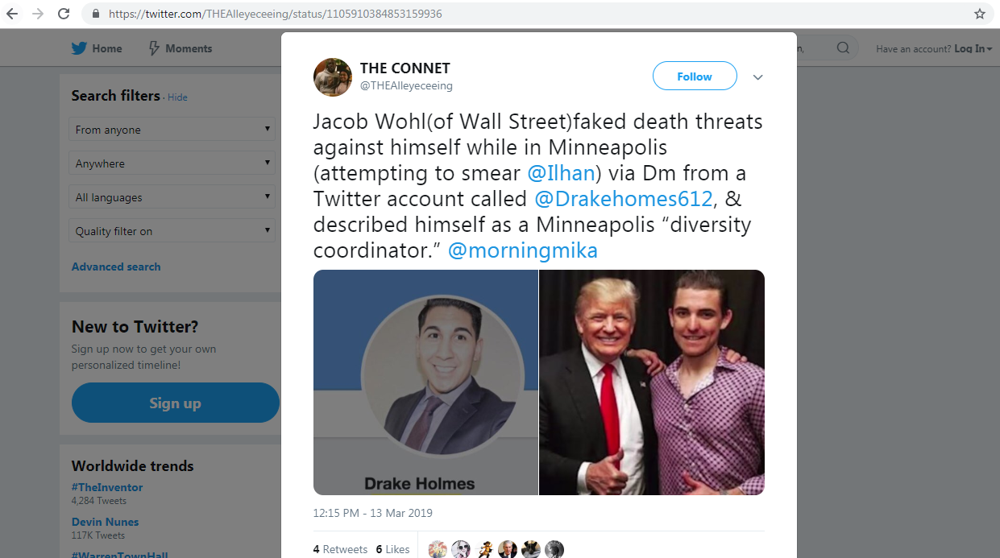 https://twitter.com/THEAlleyeceeing/status/1105910384853159936
Home Moments
Have an account? Log In
Search filters · Hide
From anyone
Anywhere
All languages
Quality filter on
Advanced search
New to Twitter?
Sign up now to get your own
personalized timeline!
Sign up
Worldwide trends
#TheInventor
4,284 Tweets
Devin Nunes
117K Tweets
#WarrenTownHall
THE CONNET
@THEAlleyeceeing
Follow
Jacob Wohl(of Wall Street)faked death threats
against himself while in Minneapolis
(attempting to smear @Ilhan) via Dm from a
Twitter account called @Drakehomes612, &
described himself as a Minneapolis “diversity
coordinator.” @morningmika
Drake Holmes
12:15 PM - 13 Mar 2019
4 Retweets 6 Likes